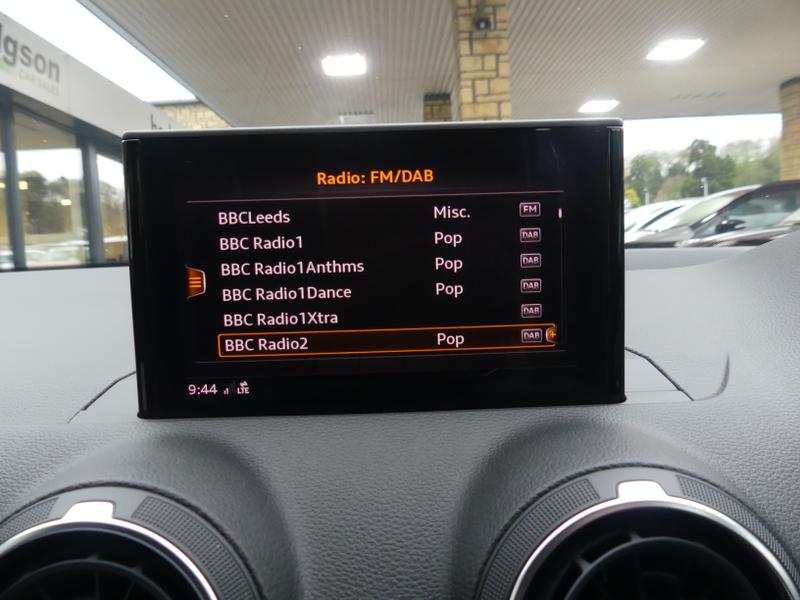 gson
CAR SALES
Radio: FM/DAB
BBCLeeds Misc. FM
BBC Radio1 Pop DAB
BBC Radio1Anthms Pop DAB
BBC Radio1Dance Pop DAB
BBC Radio1Xtra DAB
BBC Radio2 Pop DAB
9:44 LTE